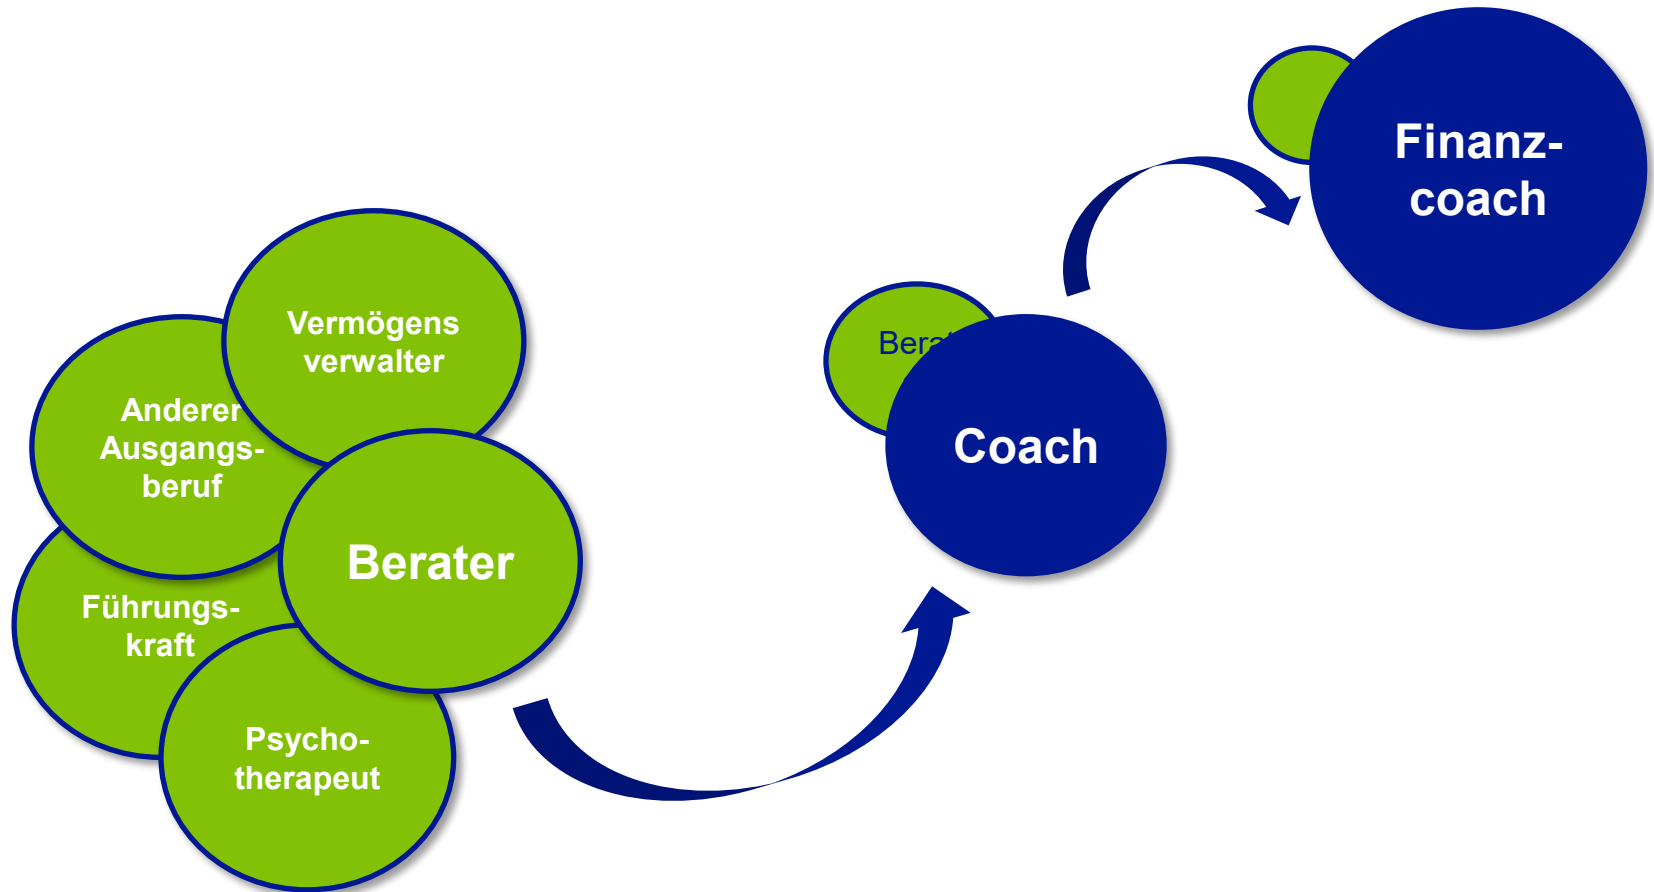 Finanz-
coach
Vermögens
verwalter
Anderer
Ausgangs-
beruf
Coach
Berater
Führungs-
kraft
Psycho-
therapeut